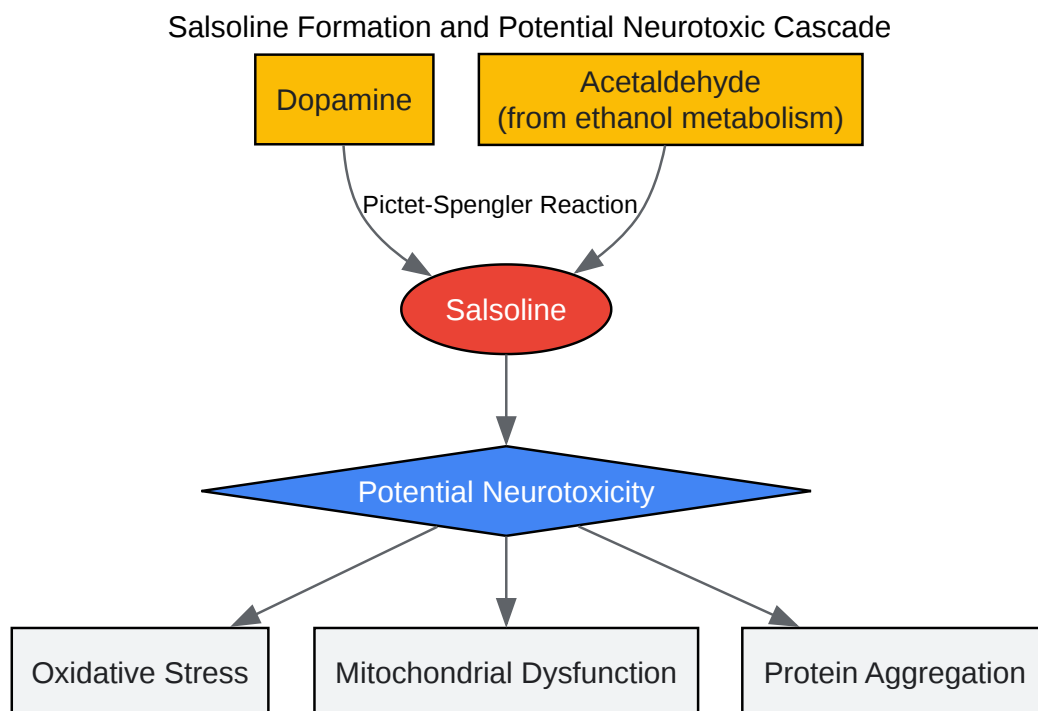 Salsoline Formation and Potential Neurotoxic Cascade
Dopamine
Acetaldehyde
(from ethanol metabolism)
Pictet-Spengler Reaction
Salsoline
Potential Neurotoxicity
Oxidative Stress
Mitochondrial Dysfunction
Protein Aggregation